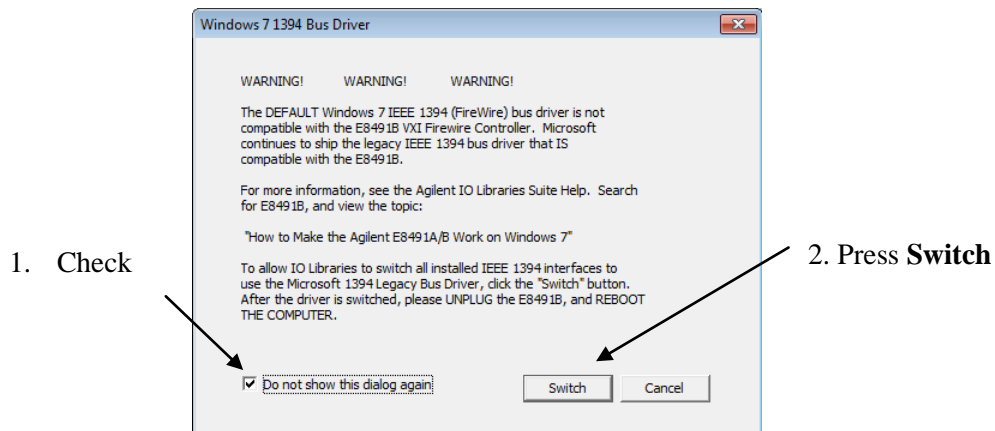 Windows 7 1394 Bus Driver
WARNING! WARNING! WARNING!
The DEFAULT Windows 7 IEEE 1394 (FireWire) bus driver is not
compatible with the E8491B VXI Firewire Controller. Microsoft
continues to ship the legacy IEEE 1394 bus driver that IS
compatible with the E8491B.
For more information, see the Agilent IO Libraries Suite Help. Search
for E8491B, and view the topic:
"How to Make the Agilent E8491A/B Work on Windows 7"
To allow IO Libraries to switch all installed IEEE 1394 interfaces to
use the Microsoft 1394 Legacy Bus Driver, click the "Switch" button.
After the driver is switched, please UNPLUG the E8491B, and REBOOT
THE COMPUTER.
1. Check
2. Press Switch
Do not show this dialog again
Switch
Cancel